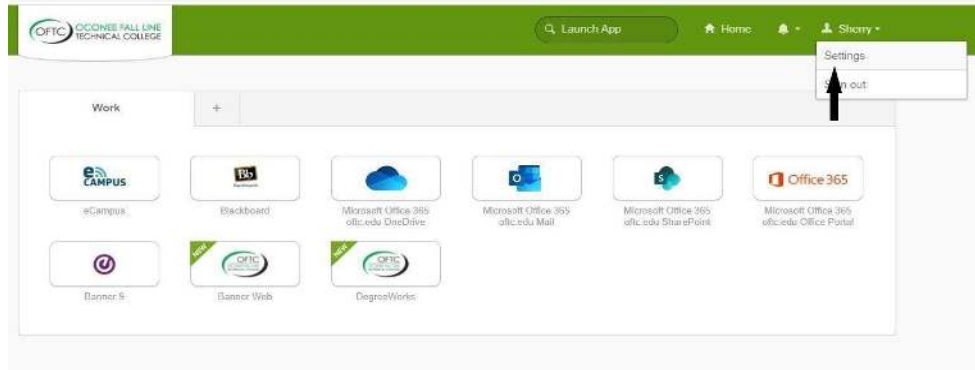 OFTC OCONEE FALL LINE
TECHNICAL COLLEGE
Launch App
Home
Sherry
Settings
Sign out
Work
+
eCAMPUS
Bb
Office 365
eCampus
Blackboard
Microsoft Office 365
oftc.edu OneDrive
Microsoft Office 365
oftc.edu Mail
Microsoft Office 365
oftc.edu SharePoint
Microsoft Office 365
oftc.edu Office Portal
NEW
OFTC
NEW
OFTC
Banner 9
Banner Web
DegreeWorks